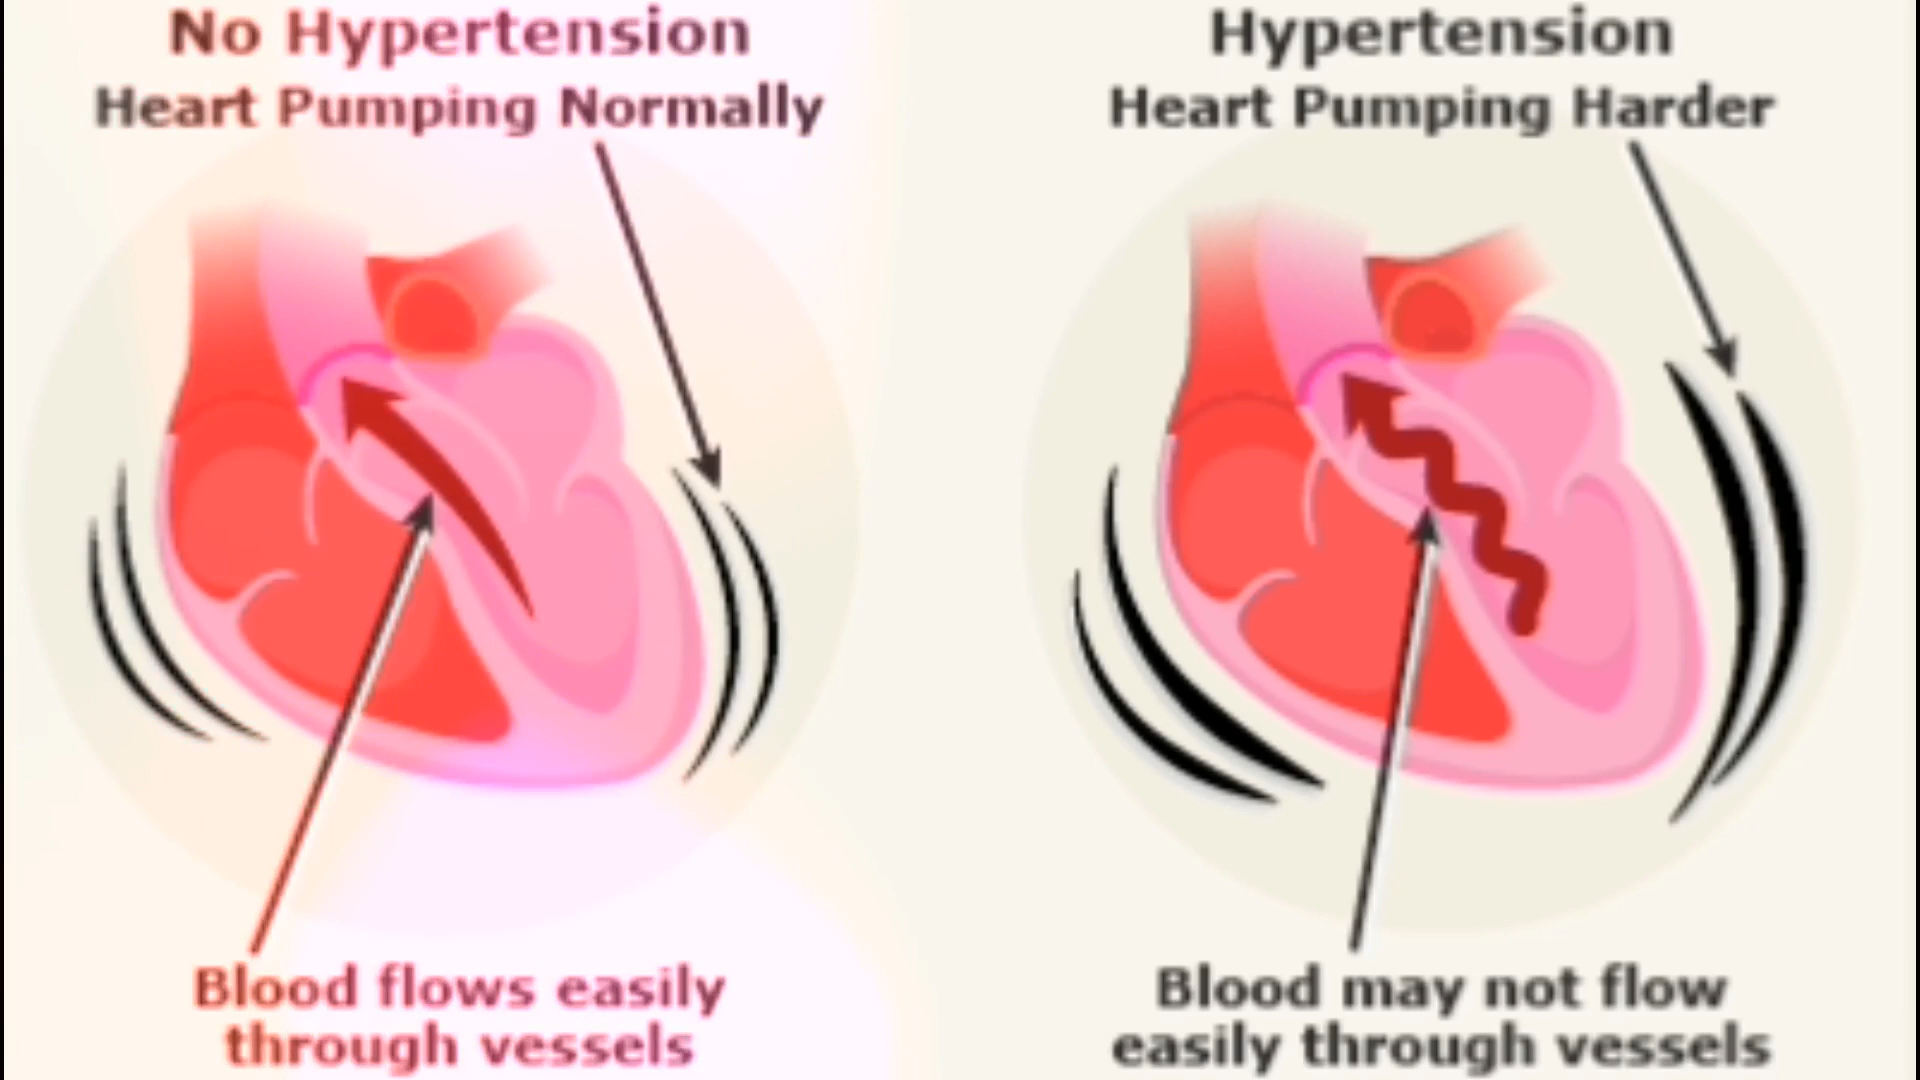 No Hypertension
Heart Pumping Normally
Blood flows easily
through vessels
Hypertension
Heart Pumping Harder
Blood may not flow
easily through vessels